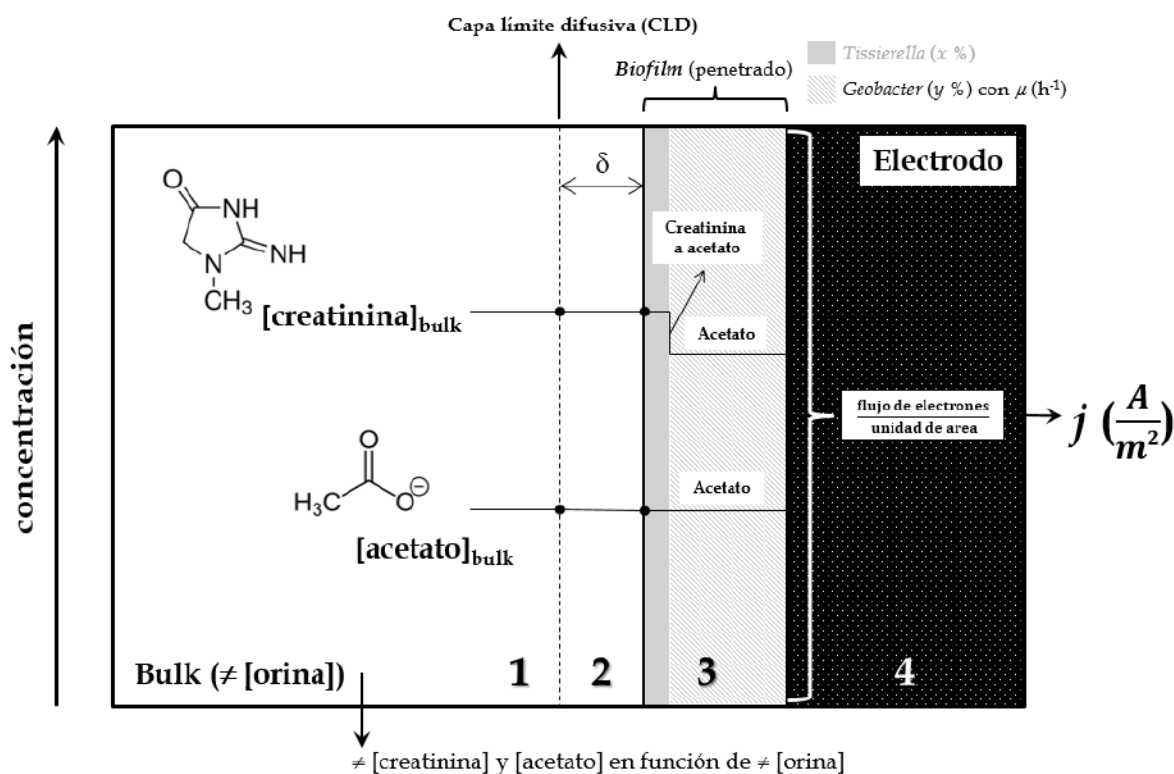 Capa límite difusiva (CLD)
Tissierella (x %)
Biofilm (penetrado)
Geobacter (y %) con μ (h⁻¹)
Electrodo
δ
O
NH
NH
N
CH₃
Creatinina
a acetato
[creatinina]bulk
Acetato
concentración
flujo de electrones
unidad de area
j (A/m²)
O
H₃C
O⊖
Acetato
[acetato]bulk
Bulk (≠ [orina])
1
2
3
4
≠ [creatinina] y [acetato] en función de ≠ [orina]